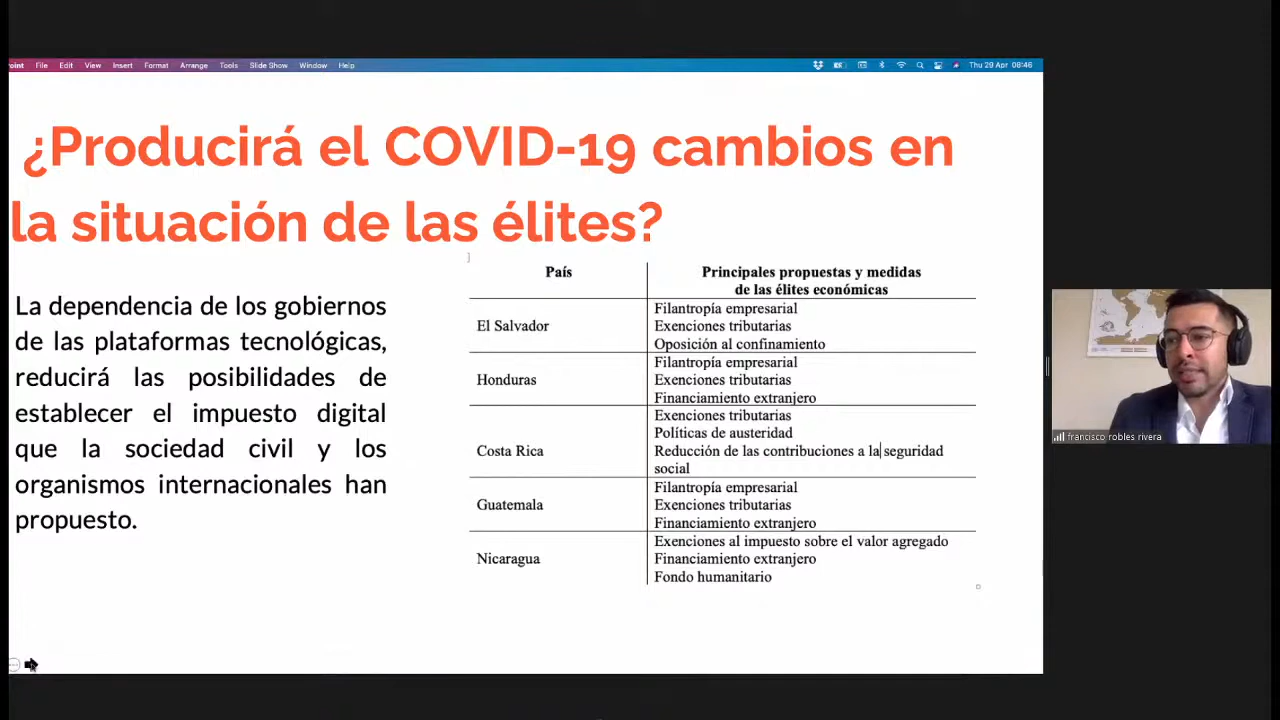 oint File Edit View Insert Format Arrange Tools Slide Show Window Help Thu 29 Apr 08:46
¿Producirá el COVID-19 cambios en
la situación de las élites?
La dependencia de los gobiernos
de las plataformas tecnológicas,
reducirá las posibilidades de
establecer el impuesto digital
que la sociedad civil y los
organismos internacionales han
propuesto.
País
Principales propuestas y medidas
de las élites económicas
El Salvador
Filantropía empresarial
Exenciones tributarias
Oposición al confinamiento
Honduras
Filantropía empresarial
Exenciones tributarias
Financiamiento extranjero
Costa Rica
Exenciones tributarias
Políticas de austeridad
Reducción de las contribuciones a la seguridad
social
Guatemala
Filantropía empresarial
Exenciones tributarias
Financiamiento extranjero
Nicaragua
Exenciones al impuesto sobre el valor agregado
Financiamiento extranjero
Fondo humanitario
francisco robles rivera